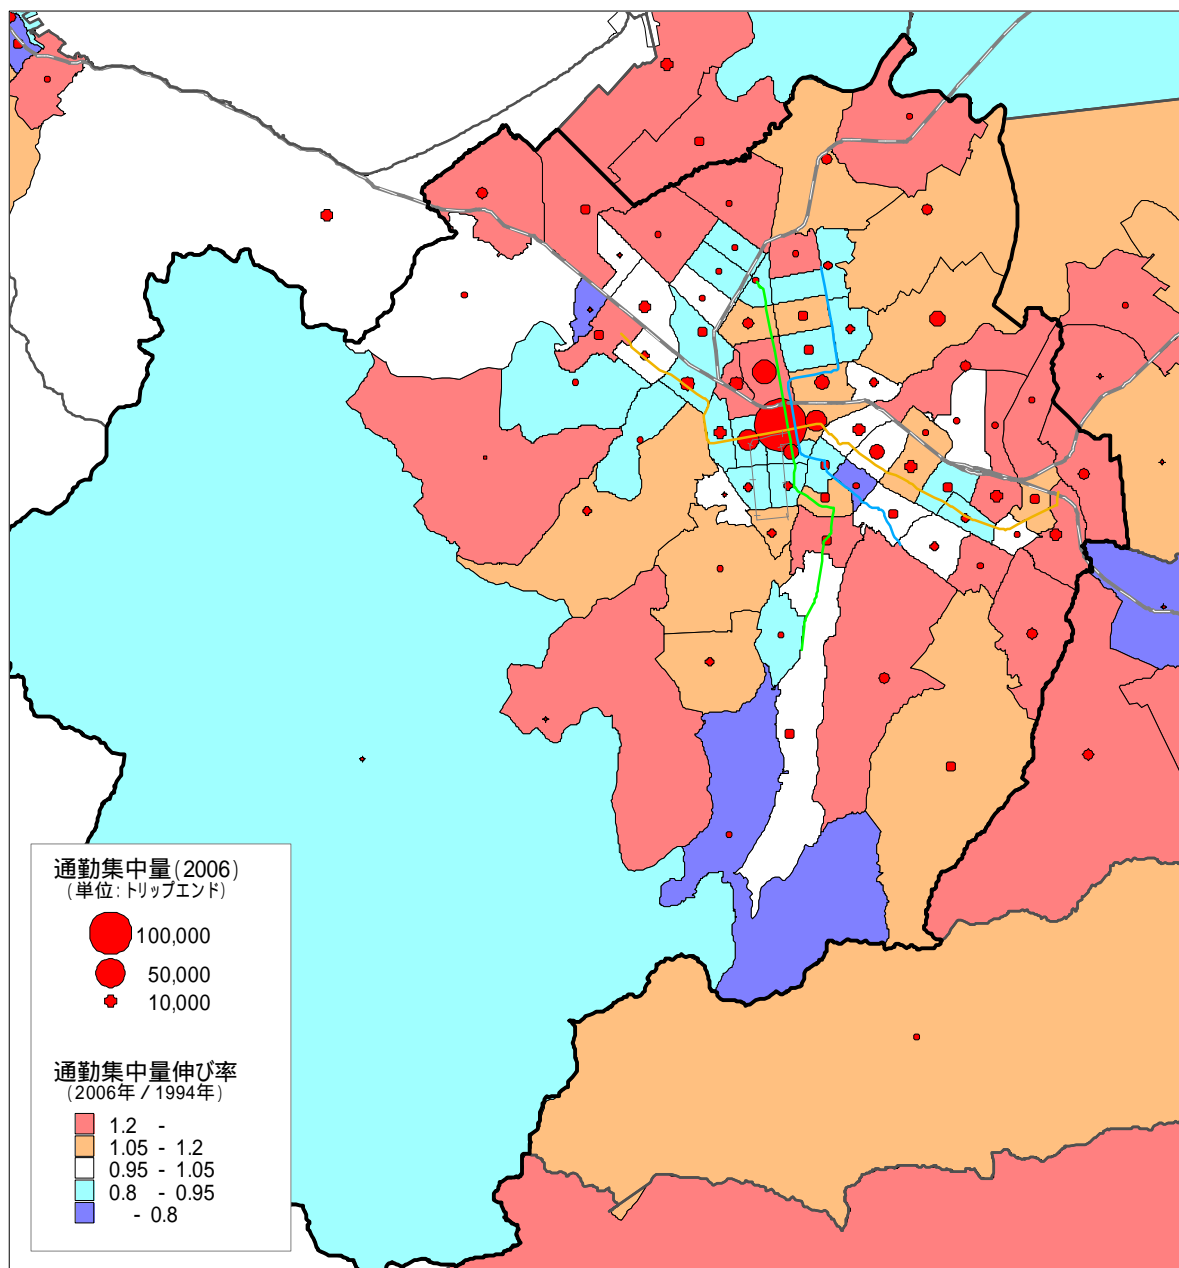 通勤集中量(2006)
(単位:トリップエンド)
100,000
50,000
10,000
通勤集中量伸び率
(2006年 / 1994年)
1.2 -
1.05 - 1.2
0.95 - 1.05
0.8 - 0.95
- 0.8